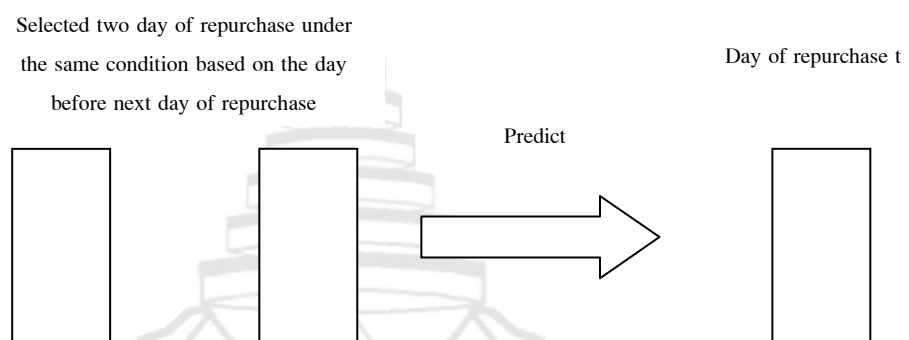 Selected two day of repurchase under
the same condition based on the day
before next day of repurchase
Day of repurchase t
Predict